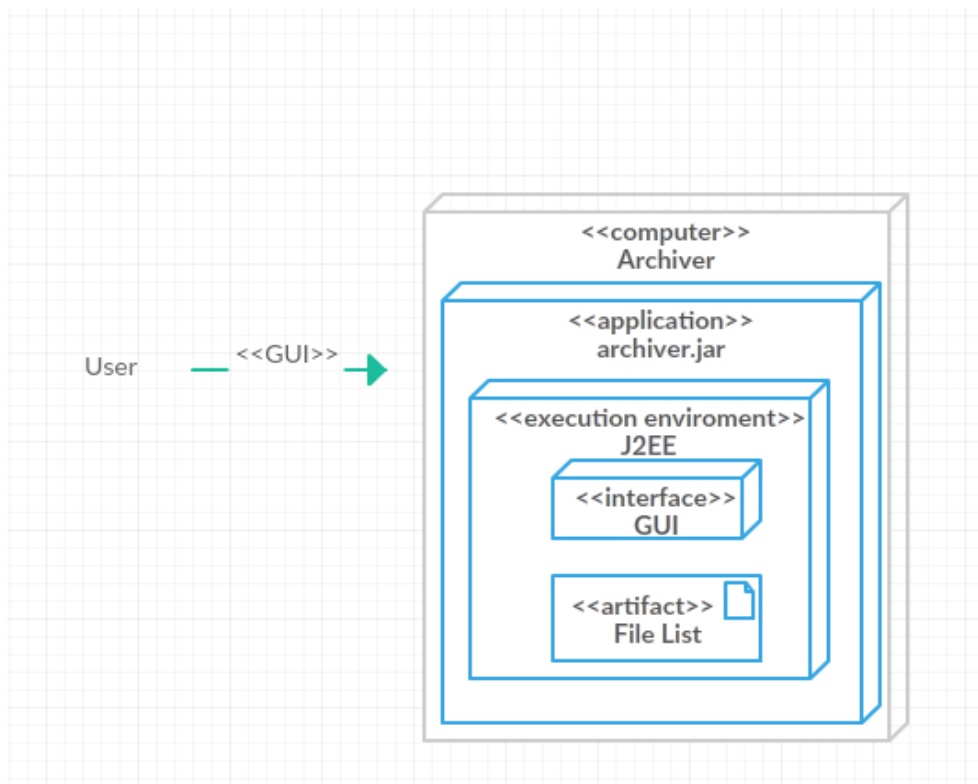 <<computer>>
Archiver
<<application>>
archiver.jar
User
<<GUI>>
<<execution enviroment>>
J2EE
<<interface>>
GUI
<<artifact>>
File List